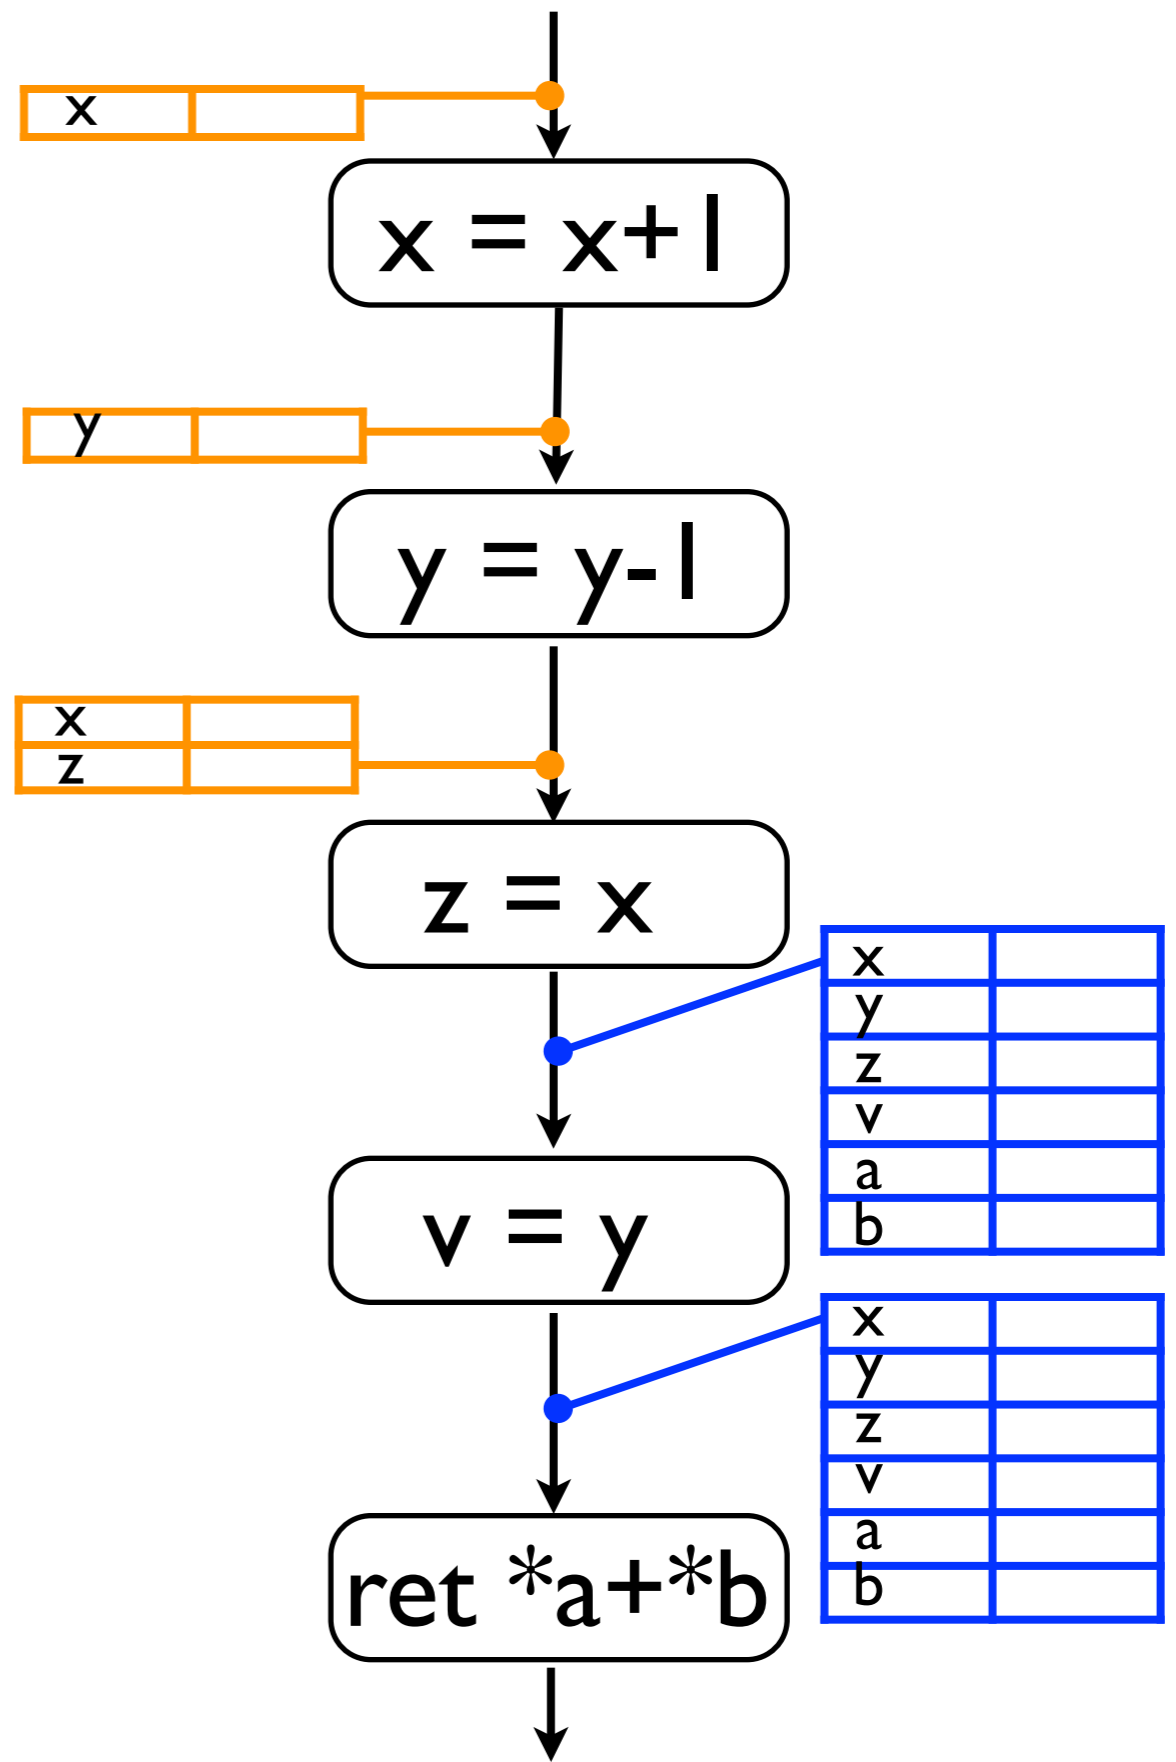 x
x = x+1
y
y = y-1
x
z
z = x
x
y
z
v
a
b
v = y
x
y
z
v
a
b
ret *a+*b